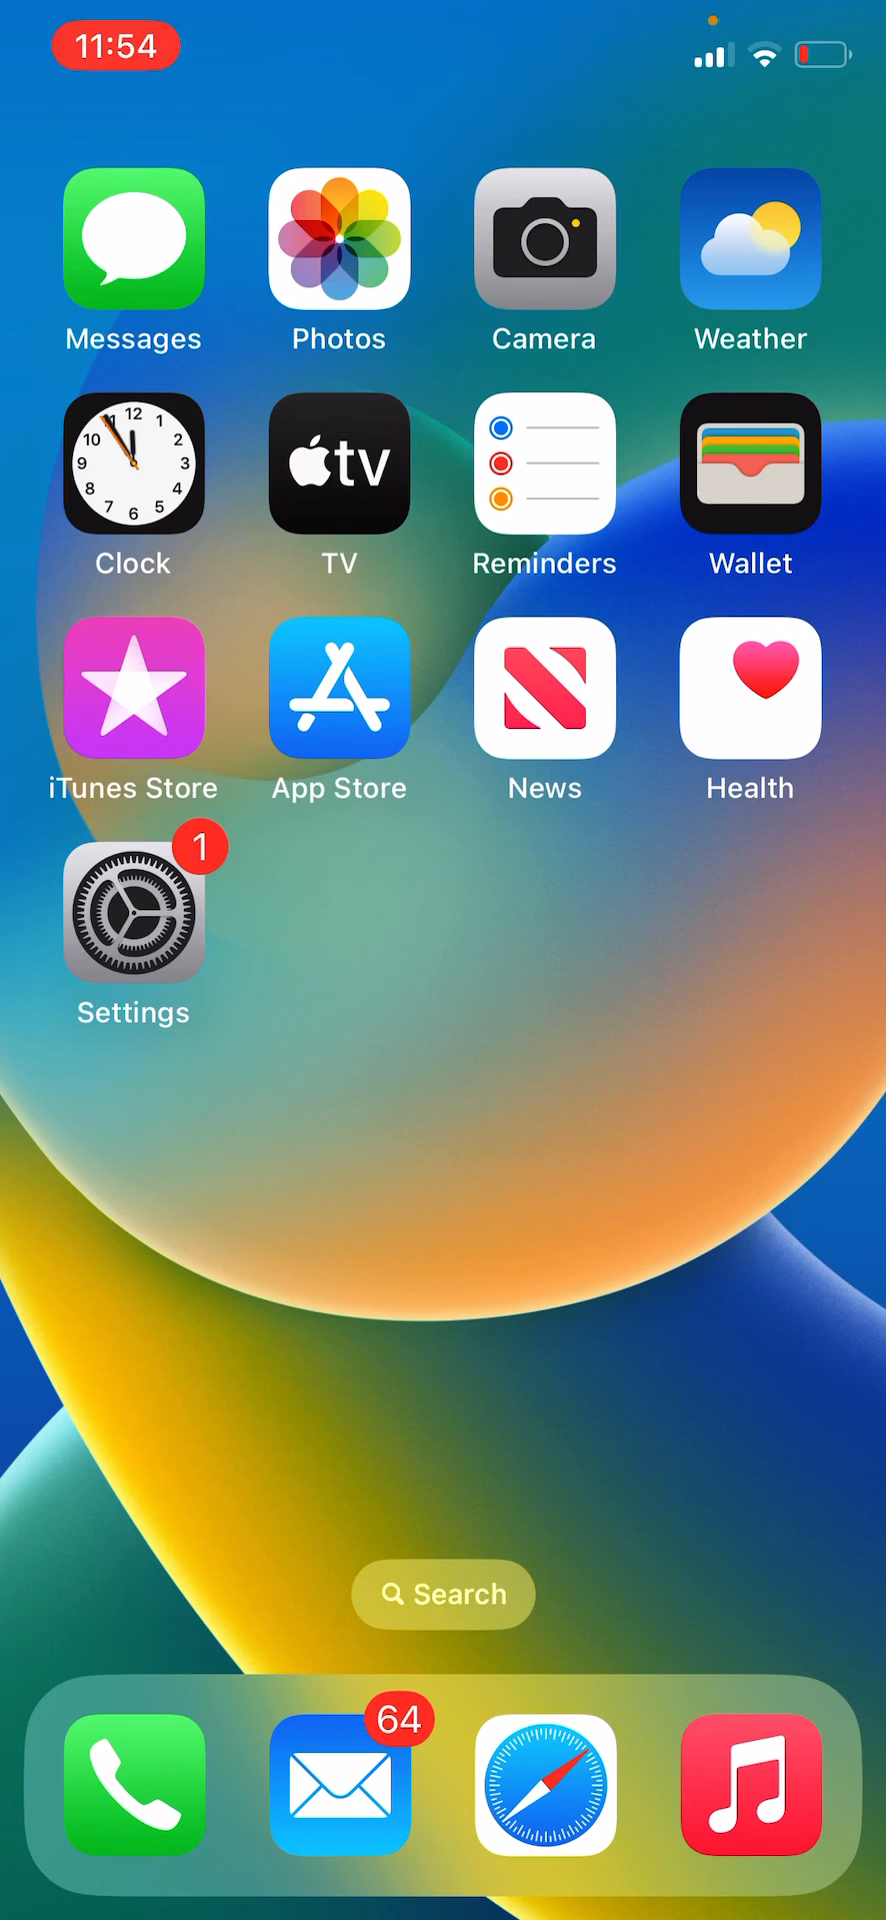 11:54
Messages
Photos
Camera
Weather
12
11
1
10
2
9
3
8
4
7
5
6
tv
Clock
TV
Reminders
Wallet
iTunes Store
App Store
News
Health
1
Settings
Search
64